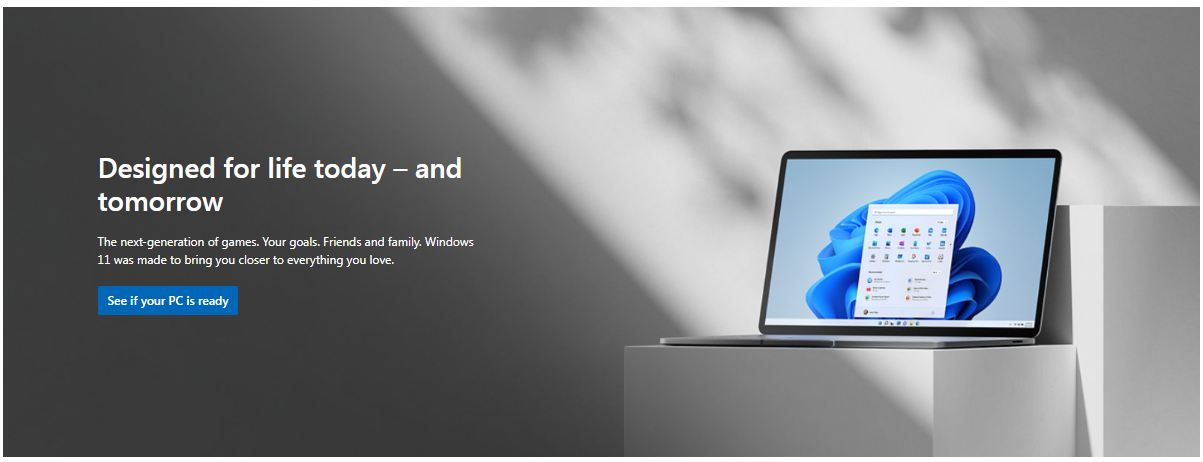 Designed for life today – and
tomorrow
The next-generation of games. Your goals. Friends and family. Windows
11 was made to bring you closer to everything you love.
See if your PC is ready